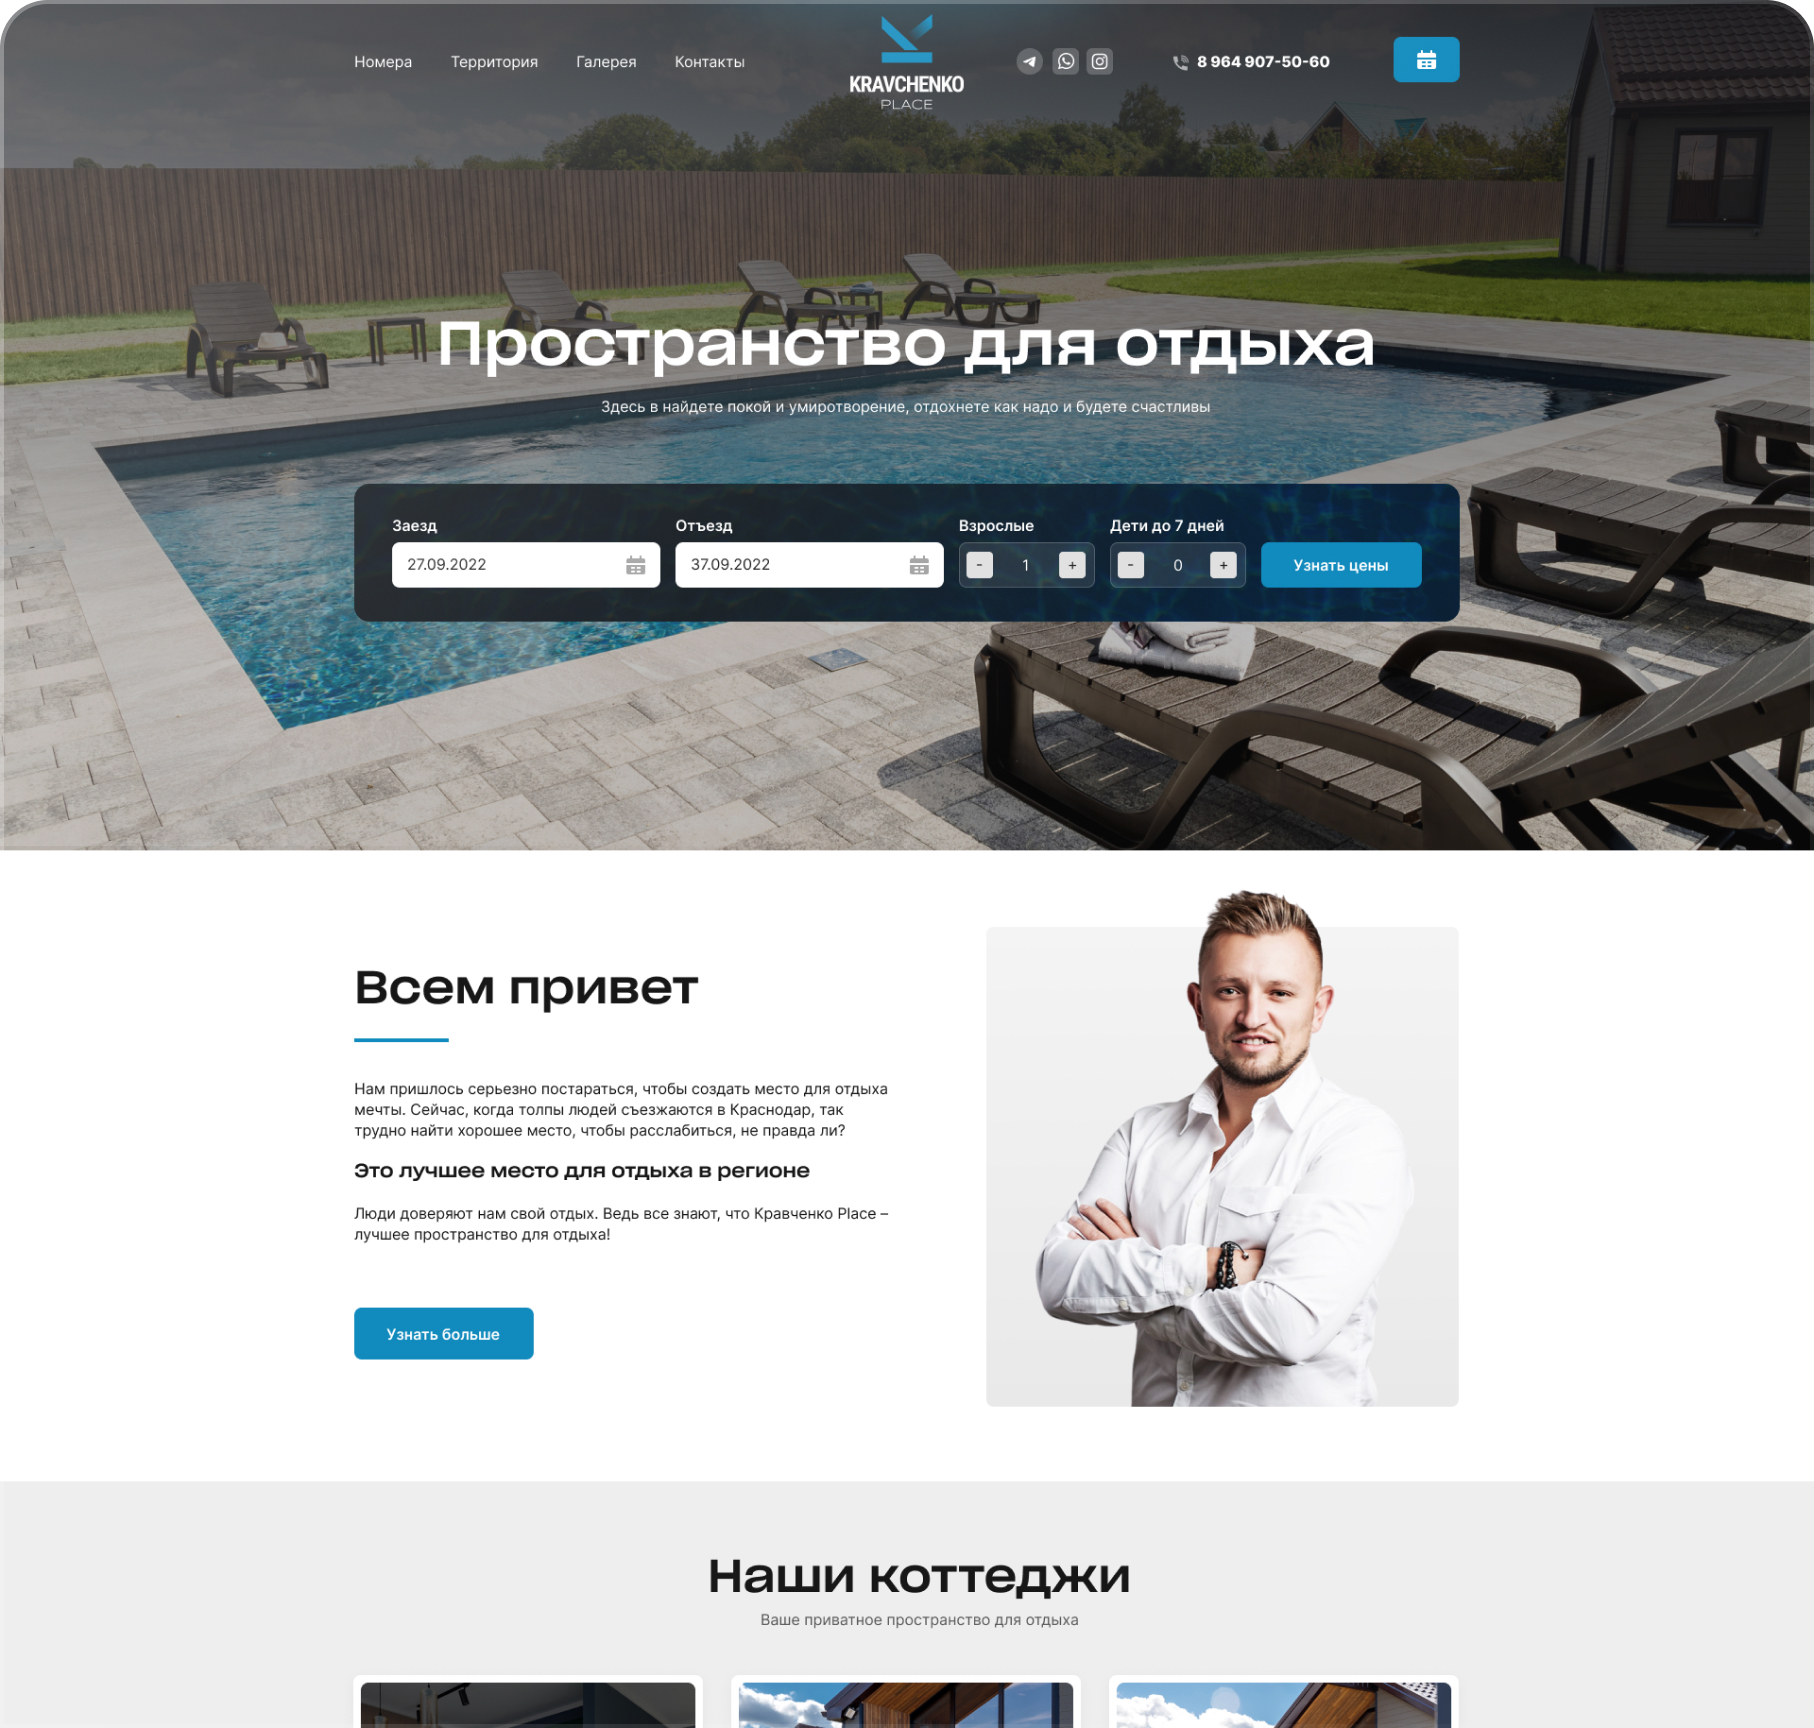 Номера Территория Галерея Контакты
KRAVCHENKO
PLACE
8 964 907-50-60
Пространство для отдыха
Здесь в найдете покой и умиротворение, отдохнете как надо и будете счастливы
Заезд Отъезд Взрослые Дети до 7 дней
27.09.2022 37.09.2022 - 1 + - 0 + Узнать цены
Всем привет
Нам пришлось серьезно постараться, чтобы создать место для отдыха
мечты. Сейчас, когда толпы людей съезжаются в Краснодар, так
трудно найти хорошее место, чтобы расслабиться, не правда ли?
Это лучшее место для отдыха в регионе
Люди доверяют нам свой отдых. Ведь все знают, что Кравченко Place –
лучшее пространство для отдыха!
Узнать больше
Наши коттеджи
Ваше приватное пространство для отдыха